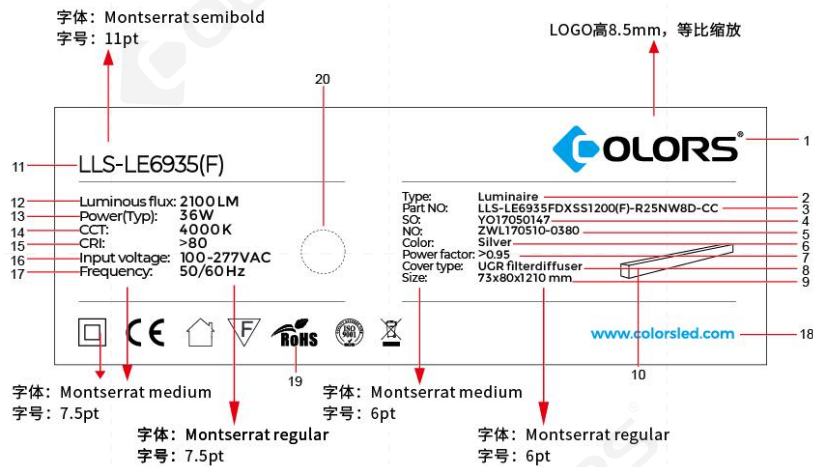 字体：Montserrat semibold
字号：11pt
LOGO高8.5mm，等比缩放
20
COLORS®
1
11
LLS-LE6935(F)
12
Luminous flux: 2100 LM
13
Power(Typ): 36W
14
CCT: 4000 K
15
CRI: >80
16
Input voltage: 100-277VAC
17
Frequency: 50/60 Hz
Type: Luminaire
2
Part NO: LLS-LE6935FDXSS1200(F)-R25NW8D-CC
3
SO: YO17050147
4
NO: ZWL170510-0380
5
Color: Silver
6
Power factor: >0.95
7
Cover type: UGR filterdiffuser
8
Size: 73x80x1210 mm
9
CE
F
RoHS
ISO
9001
www.colorsled.com
18
19
10
字体：Montserrat medium
字号：7.5pt
字体：Montserrat regular
字号：7.5pt
字体：Montserrat medium
字号：6pt
字体：Montserrat regular
字号：6pt